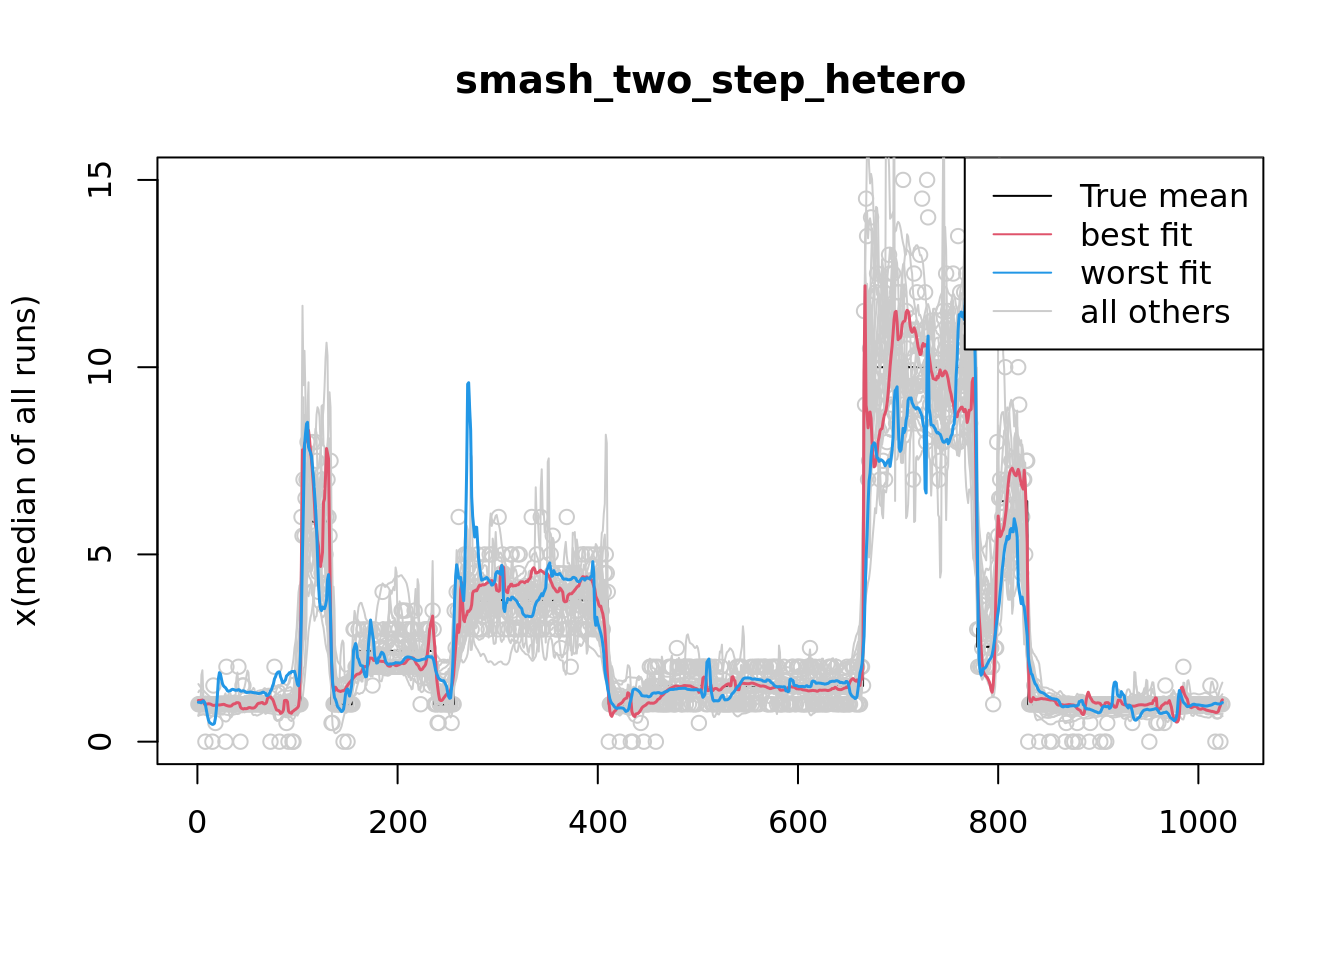 smash_two_step_hetero
x(median of all runs)
15
10
5
0
True mean
best fit
worst fit
all others
0 200 400 600 800 1000